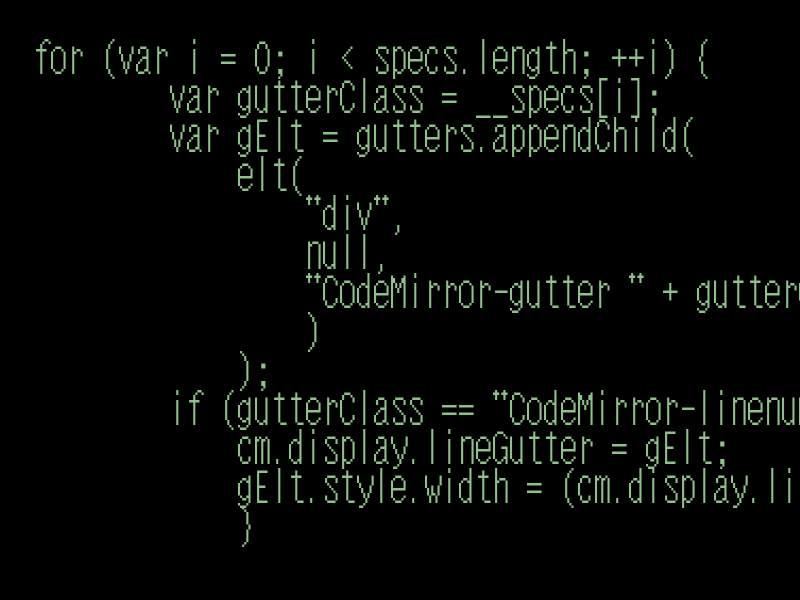 for (var i = 0; i < specs.length; ++i) {
var gutterClass = __specs[i];
var gElt = gutters.appendChild(
elt(
"div",
null,
"CodeMirror-gutter " + gutter
)
);
if (gutterClass == "CodeMirror-linenu
cm.display.lineGutter = gElt;
gElt.style.width = (cm.display.li
}